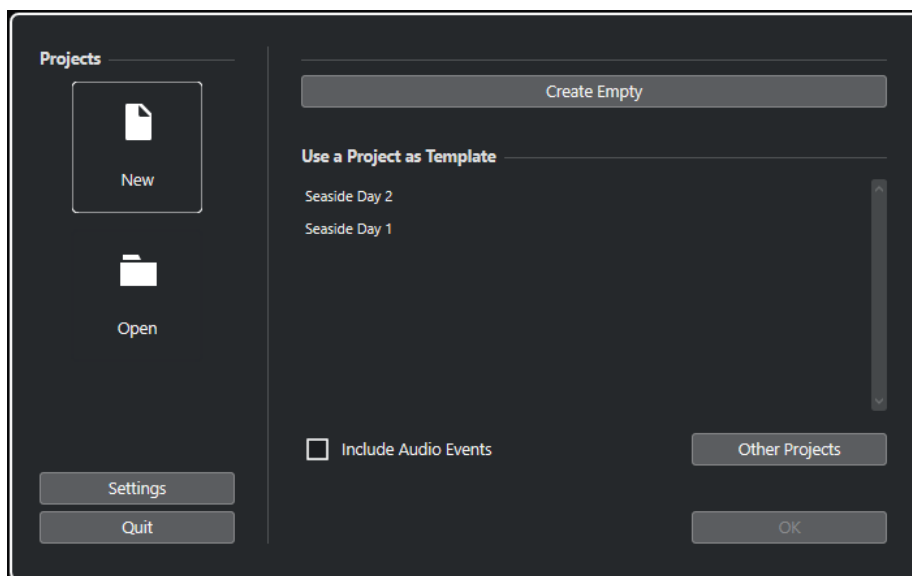 Projects
New
Open
Settings
Quit
Create Empty
Use a Project as Template
Seaside Day 2
Seaside Day 1
Include Audio Events
Other Projects
OK